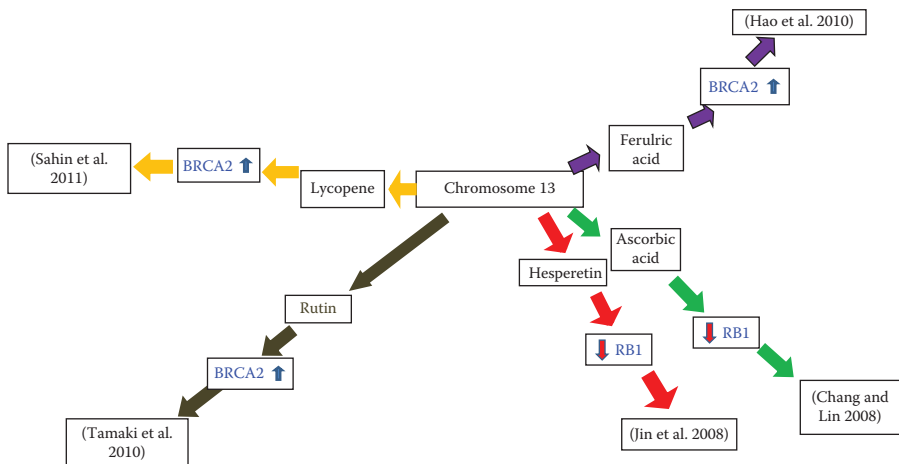 (Hao et al. 2010)
BRCA2
Ferulric
acid
(Sahin et al.
2011)
BRCA2
Lycopene
Chromosome 13
Ascorbic
acid
Hesperetin
Rutin
RB1
RB1
BRCA2
(Chang and
Lin 2008)
(Tamaki et al.
2010)
(Jin et al. 2008)